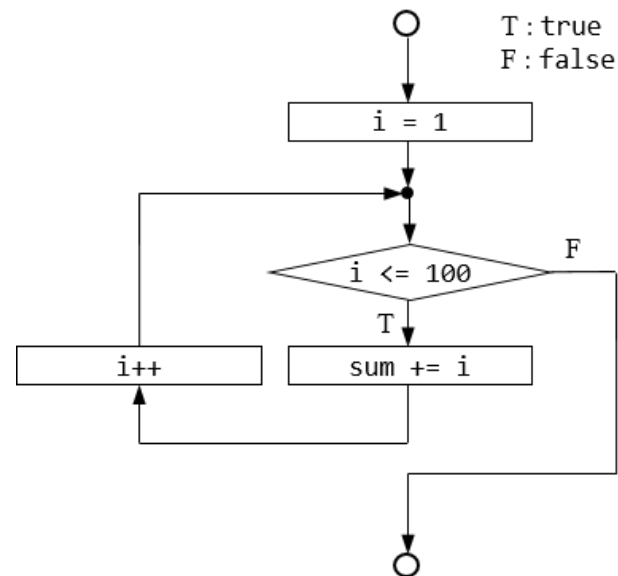 T : true
F : false
i = 1
i <= 100
F
T
i++
sum += i